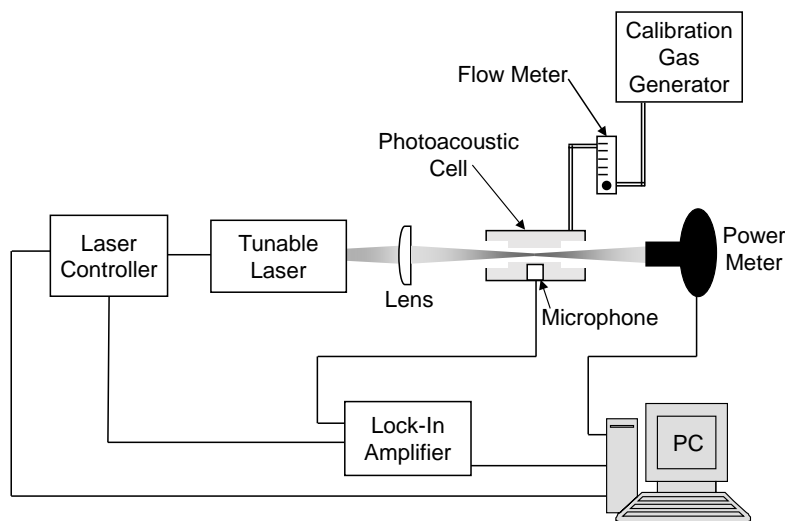 Calibration
Gas
Generator
Flow Meter
Photoacoustic
Cell
Laser
Controller
Tunable
Laser
Lens
Power
Meter
Microphone
Lock-In
Amplifier
PC